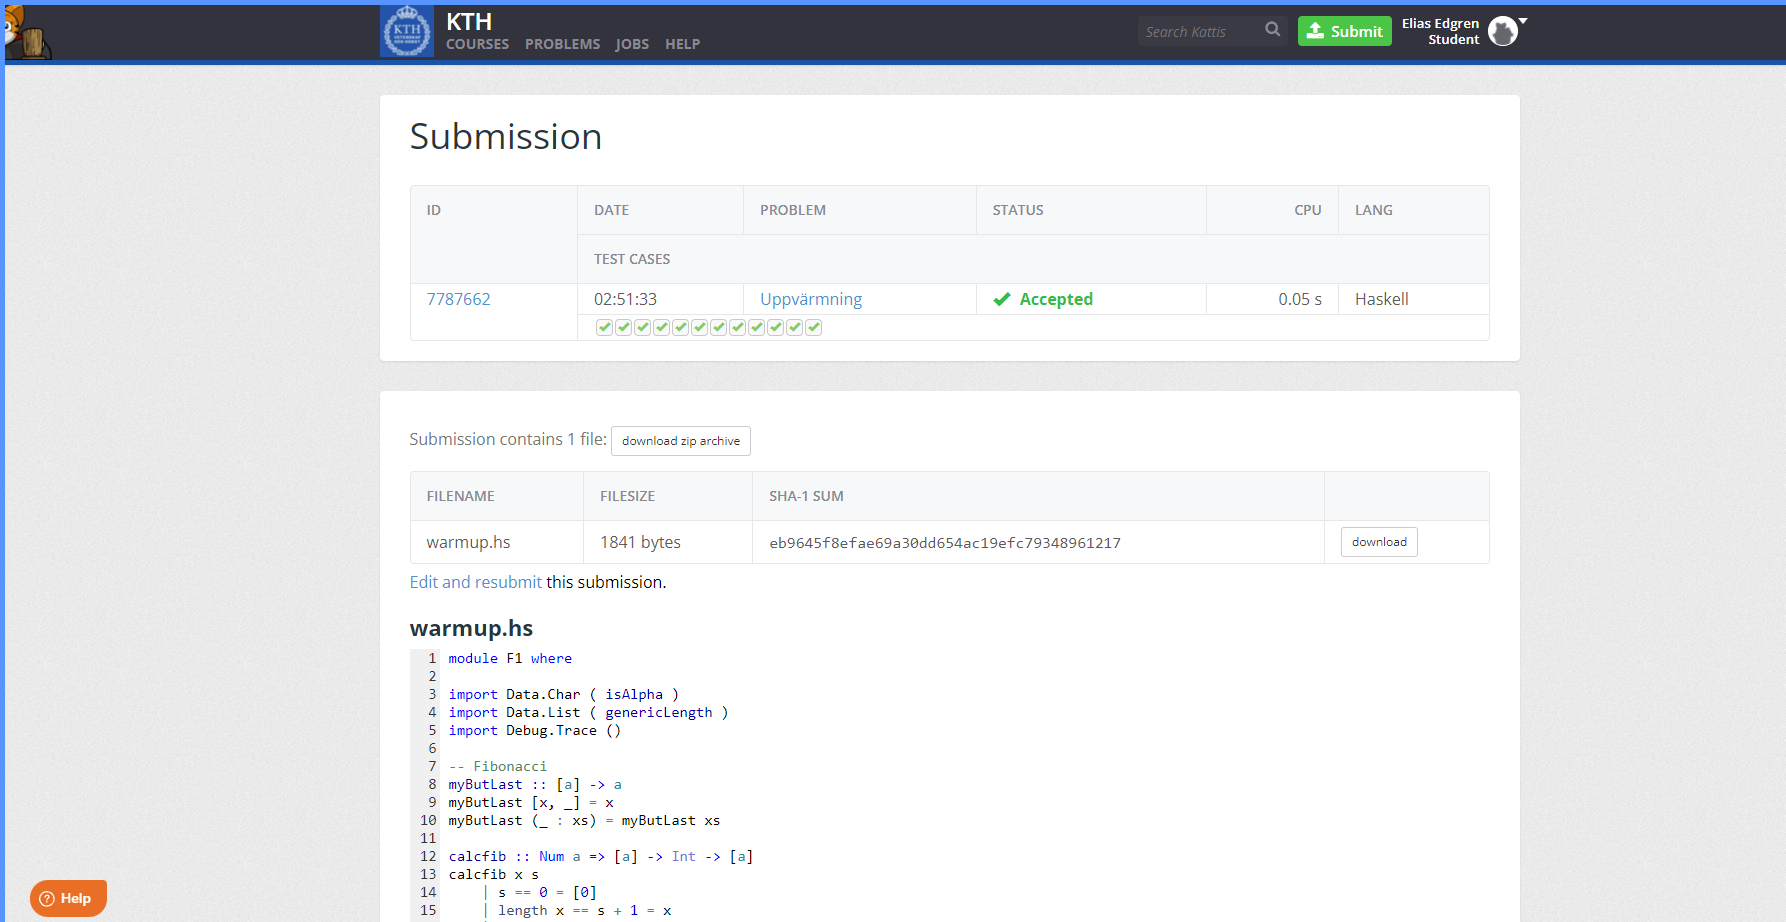 KTH
COURSES PROBLEMS JOBS HELP
Search Kattis
Submit
Elias Edgren
Student
Submission
ID DATE PROBLEM STATUS CPU LANG
TEST CASES
7787662 02:51:33 Uppvärmning Accepted 0.05 s Haskell
Submission contains 1 file: download zip archive
FILENAME FILESIZE SHA-1 SUM
warmup.hs 1841 bytes eb9645f8efae69a30dd654ac19efc79348961217 download
Edit and resubmit this submission.
warmup.hs
1 module F1 where
2
3 import Data.Char ( isAlpha )
4 import Data.List ( genericLength )
5 import Debug.Trace ()
6
7 -- Fibonacci
8 myButLast :: [a] -> a
9 myButLast [x, _] = x
10 myButLast (_ : xs) = myButLast xs
11
12 calcfib :: Num a => [a] -> Int -> [a]
13 calcfib x s
14 | s == 0 = [0]
15 | length x == s + 1 = x
Help